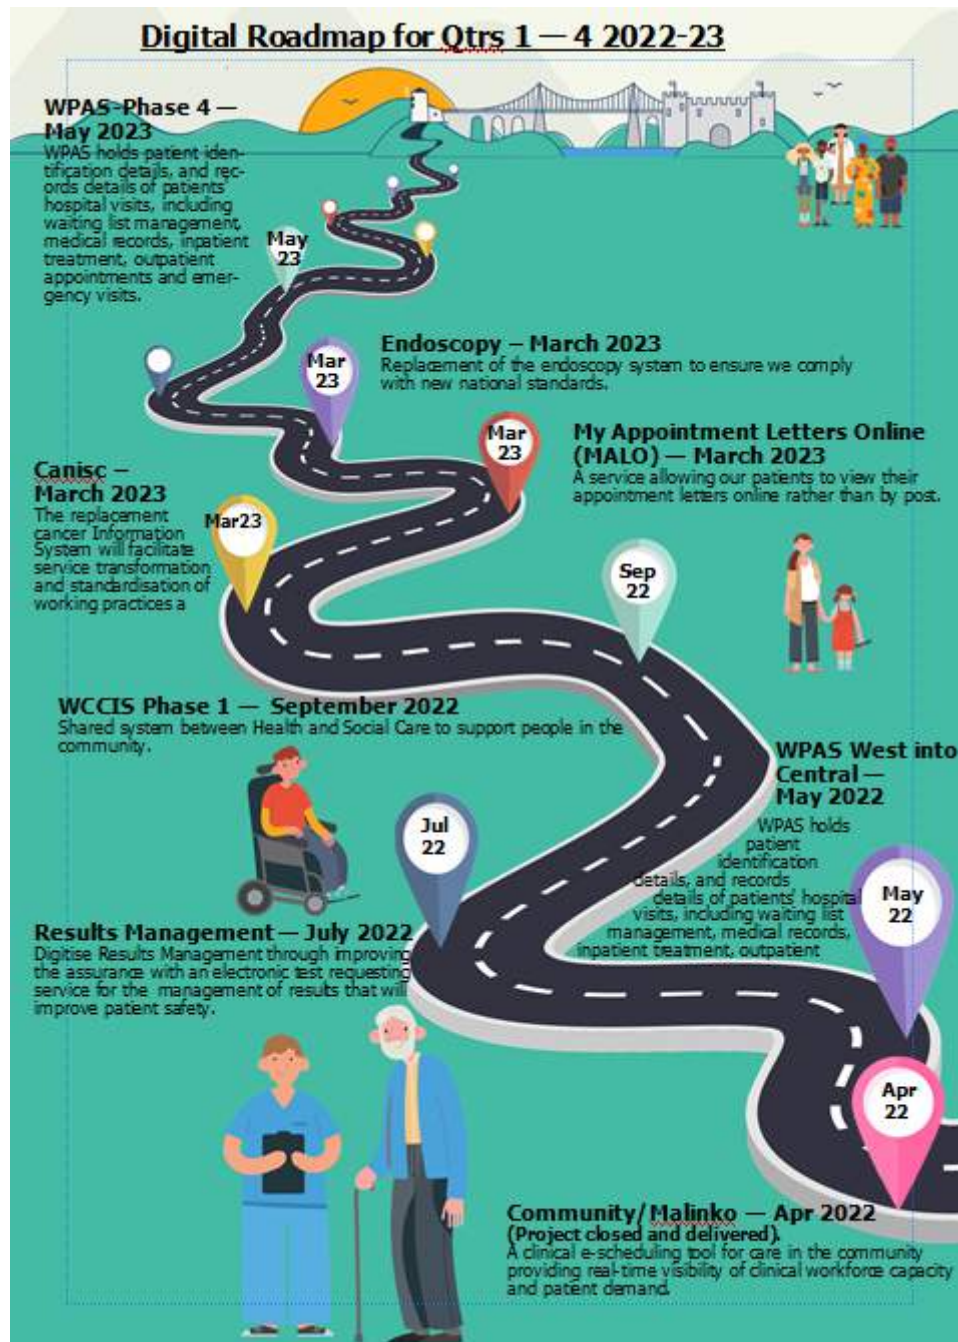 Digital Roadmap for Qtrs 1 — 4 2022-23
WPAS-Phase 4 —
May 2023
WPAS holds patient iden-
tification details, and rec-
ords details of patients'
hospital visits, including
waiting list management,
medical records, inpatient
treatment, outpatient
appointments and emer-
gency visits.
May
23
Endoscopy – March 2023
Replacement of the endoscopy system to ensure we comply
with new national standards.
Mar
23
My Appointment Letters Online
(MALO) — March 2023
A service allowing our patients to view their
appointment letters online rather than by post.
Mar
23
Canisc –
March 2023
The replacement
cancer Information
System will facilitate
service transformation
and standardisation of
working practices a
Mar23
Sep
22
WCCIS Phase 1 — September 2022
Shared system between Health and Social Care to support people in the
community.
WPAS West into
Central —
May 2022
WPAS holds
patient
identification
details, and records
details of patients' hospital
visits, including waiting list
management, medical records,
inpatient treatment, outpatient
May
22
Jul
22
Results Management — July 2022
Digitise Results Management through improving
the assurance with an electronic test requesting
service for the management of results that will
improve patient safety.
Apr
22
Community/Malinko — Apr 2022
(Project closed and delivered).
A clinical e-scheduling tool for care in the community
providing real-time visibility of clinical workforce capacity
and patient demand.